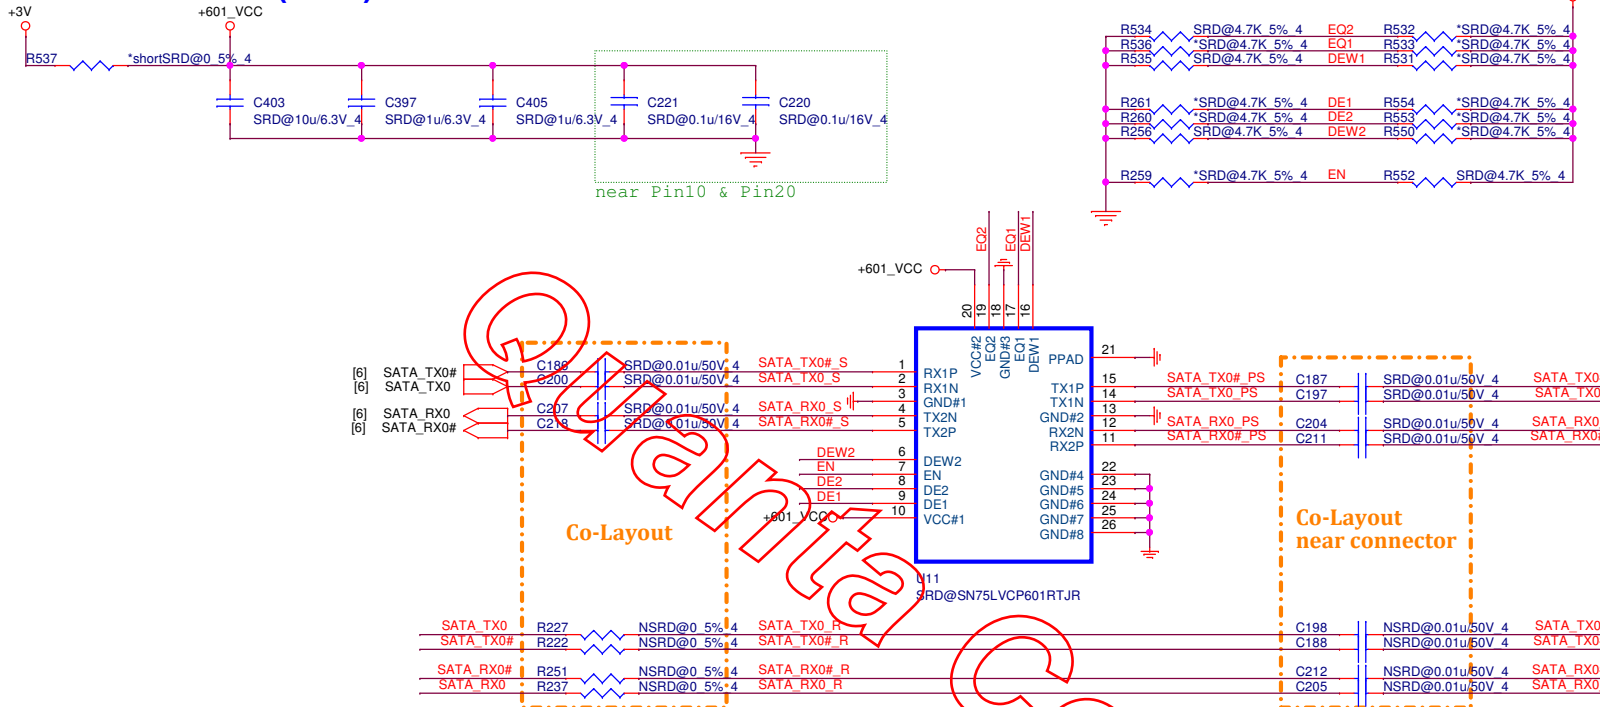 +3V
+601_VCC
R537
*shortSRD@0_5%_4
C403
SRD@10u/6.3V_4
C397
SRD@1u/6.3V_4
C405
SRD@1u/6.3V_4
C221
SRD@0.1u/16V_4
C220
SRD@0.1u/16V_4
near Pin10 & Pin20
R534 SRD@4.7K_5%_4 EQ2 R532 *SRD@4.7K_5%_4
R536 *SRD@4.7K_5%_4 EQ1 R533 *SRD@4.7K_5%_4
R535 *SRD@4.7K_5%_4 DEW1 R531 *SRD@4.7K_5%_4
R261 *SRD@4.7K_5%_4 DE1 R554 *SRD@4.7K_5%_4
R260 *SRD@4.7K_5%_4 DE2 R553 *SRD@4.7K_5%_4
R256 *SRD@4.7K_5%_4 DEW2 R550 *SRD@4.7K_5%_4
R259 *SRD@4.7K_5%_4 EN R552 SRD@4.7K_5%_4
EQ2
EQ1
DEW1
+601_VCC
20
19
18
17
16
VCC#2
EQ2
GND#3
EQ1
DEW1
[6] SATA_TX0# C186 SRD@0.01u/50V_4 SATA_TX0#_S 1 RX1P
[6] SATA_TX0 C200 SRD@0.01u/50V_4 SATA_TX0_S 2 RX1N
3 GND#1
[6] SATA_RX0 C207 SRD@0.01u/50V_4 SATA_RX0_S 4 TX2N
[6] SATA_RX0# C218 SRD@0.01u/50V_4 SATA_RX0#_S 5 TX2P
DEW2 6 DEW2
EN 7 EN
DE2 8 DE2
DE1 9 DE1
+601_VCC 10 VCC#1
PPAD 21
TX1P 15 SATA_TX0#_PS C187 SRD@0.01u/50V_4 SATA_TX0
TX1N 14 SATA_TX0_PS C197 SRD@0.01u/50V_4 SATA_TX0
GND#2 13
RX2N 12 SATA_RX0_PS C204 SRD@0.01u/50V_4 SATA_RX0
RX2P 11 SATA_RX0#_PS C211 SRD@0.01u/50V_4 SATA_RX0#
GND#4 22
GND#5 23
GND#6 24
GND#7 25
GND#8 26
U11
SRD@SN75LVCP601RTJR
Co-Layout
Co-Layout
near connector
Quanta
SATA_TX0 R227 NSRD@0_5%_4 SATA_TX0_R C198 NSRD@0.01u/50V_4 SATA_TX0
SATA_TX0# R222 NSRD@0_5%_4 SATA_TX0#_R C188 NSRD@0.01u/50V_4 SATA_TX0
SATA_RX0# R251 NSRD@0_5%_4 SATA_RX0#_R C212 NSRD@0.01u/50V_4 SATA_RX0
SATA_RX0 R237 NSRD@0_5%_4 SATA_RX0_R C205 NSRD@0.01u/50V_4 SATA_RX0